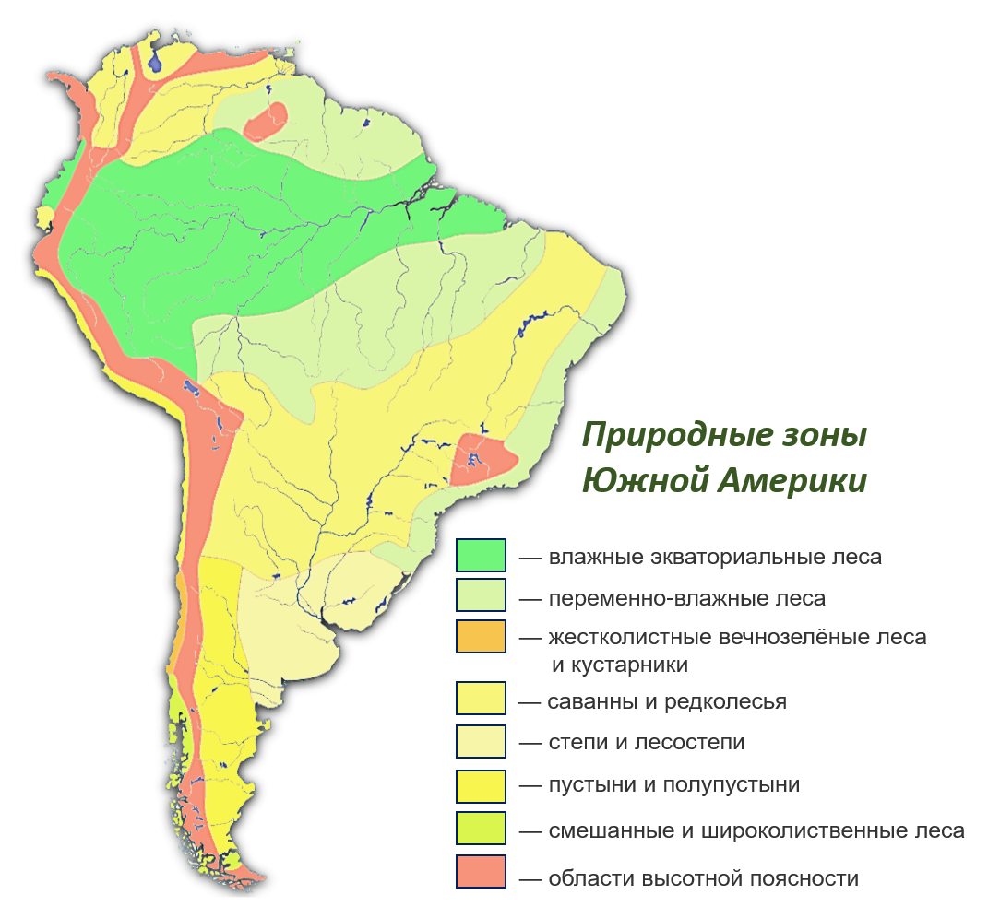 Природные зоны
Южной Америки
— влажные экваториальные леса
— переменно-влажные леса
— жестколистные вечнозелёные леса
и кустарники
— саванны и редколесья
— степи и лесостепи
— пустыни и полупустыни
— смешанные и широколиственные леса
— области высотной поясности